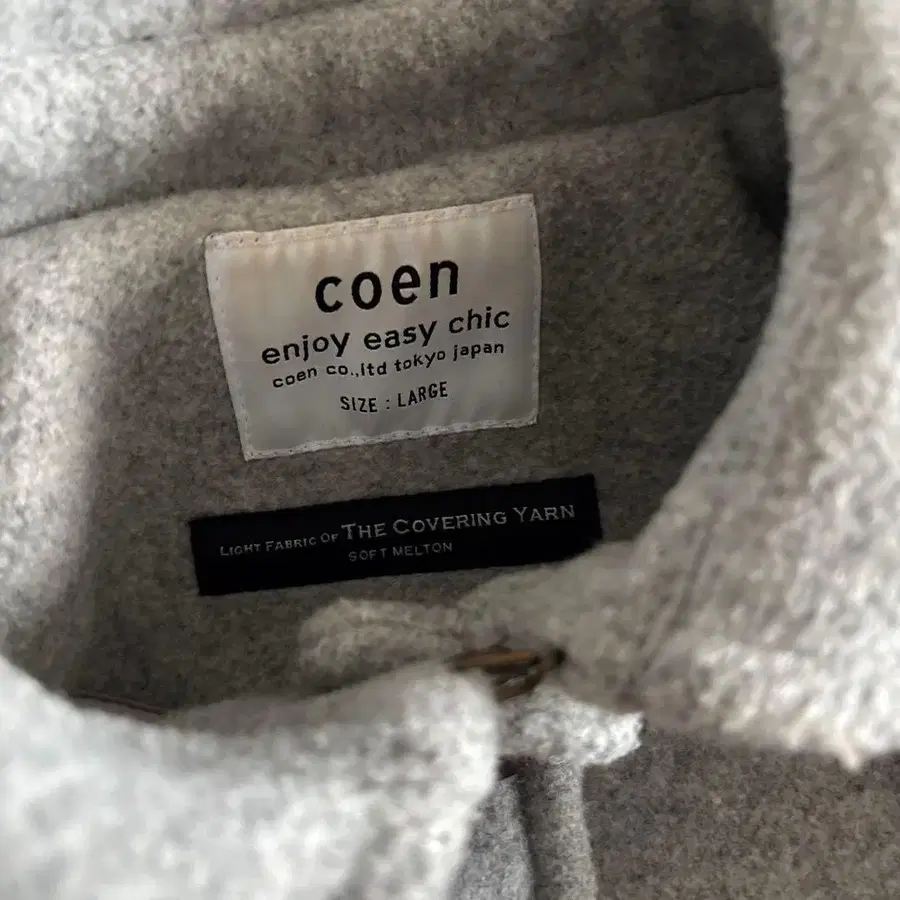 coen
enjoy easy chic
coen co.,ltd tokyo japan
SIZE : LARGE
LIGHT FABRIC OF THE COVERING YARN
SOFT MELTON